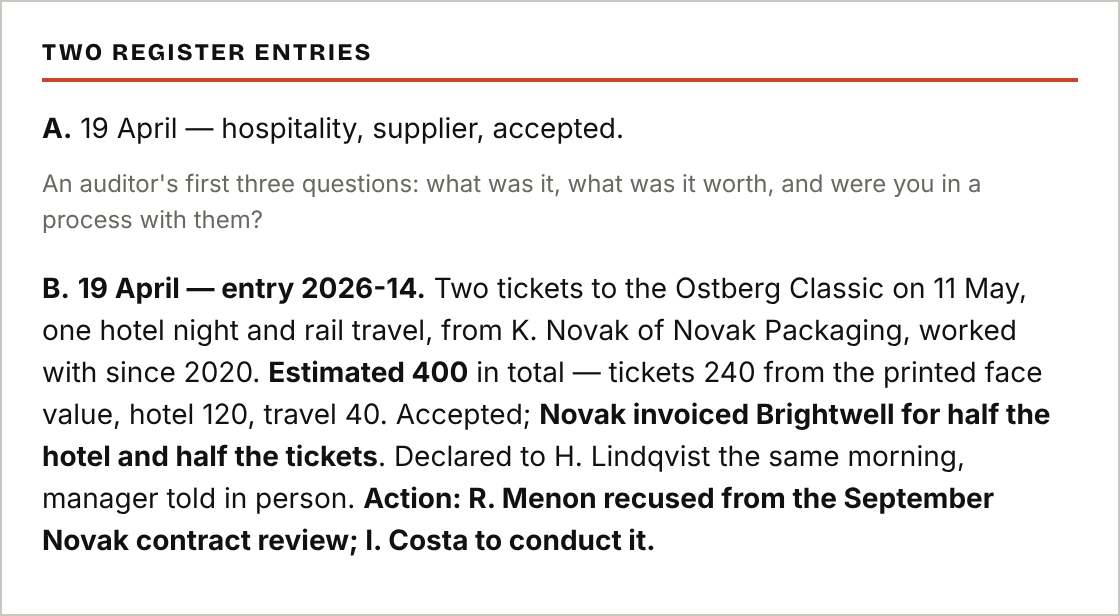 TWO REGISTER ENTRIES
A. 19 April — hospitality, supplier, accepted.
An auditor's first three questions: what was it, what was it worth, and were you in a
process with them?
B. 19 April — entry 2026-14. Two tickets to the Ostberg Classic on 11 May,
one hotel night and rail travel, from K. Novak of Novak Packaging, worked
with since 2020. Estimated 400 in total — tickets 240 from the printed face
value, hotel 120, travel 40. Accepted; Novak invoiced Brightwell for half the
hotel and half the tickets. Declared to H. Lindqvist the same morning,
manager told in person. Action: R. Menon recused from the September
Novak contract review; I. Costa to conduct it.